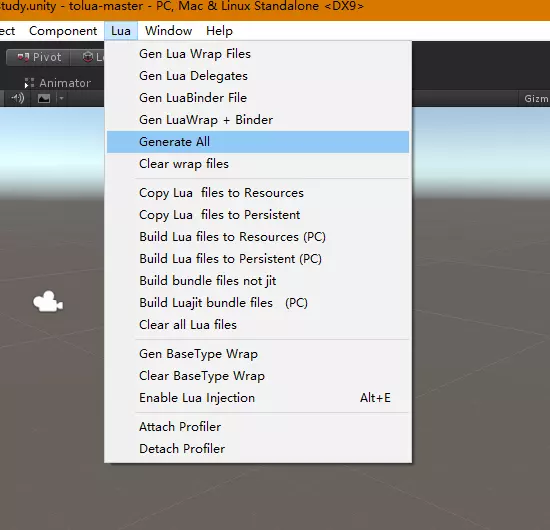 study.unity - tolua-master - PC, Mac & Linux Standalone <DX9>
ect Component Lua Window Help
Pivot
Animator
Gizm
Gen Lua Wrap Files
Gen Lua Delegates
Gen LuaBinder File
Gen LuaWrap + Binder
Generate All
Clear wrap files
Copy Lua  files to Resources
Copy Lua  files to Persistent
Build Lua files to Resources (PC)
Build Lua files to Persistent (PC)
Build bundle files not jit
Build Luajit bundle files   (PC)
Clear all Lua files
Gen BaseType Wrap
Clear BaseType Wrap
Enable Lua Injection Alt+E
Attach Profiler
Detach Profiler